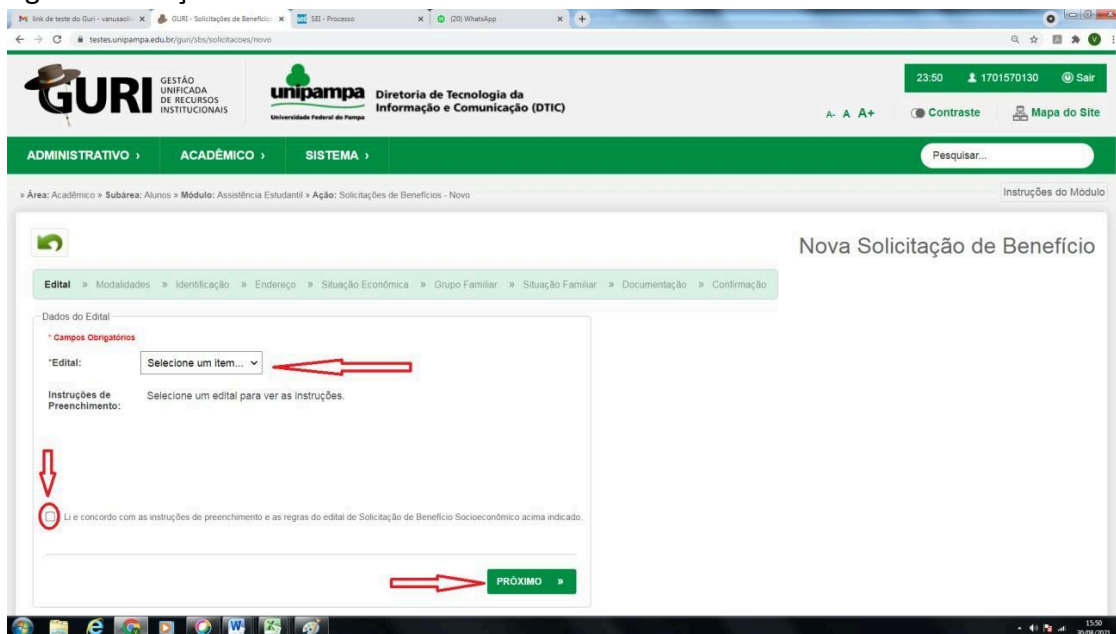 link de teste do Guri - vanusaoli
GURI - Solicitações de Benefício
SEI - Processo
(20) WhatsApp
testes.unipampa.edu.br/guri/sbs/solicitacoes/novo
GURI
GESTÃO
UNIFICADA
DE RECURSOS
INSTITUCIONAIS
unipampa
Universidade Federal do Pampa
Diretoria de Tecnologia da
Informação e Comunicação (DTIC)
23:50 1701570130 Sair
A- A A+ Contraste Mapa do Site
ADMINISTRATIVO › ACADÊMICO › SISTEMA ›
Pesquisar...
» Área: Acadêmico » Subárea: Alunos » Módulo: Assistência Estudantil » Ação: Solicitações de Benefícios - Novo
Instruções do Módulo
Nova Solicitação de Benefício
Edital » Modalidades » Identificação » Endereço » Situação Econômica » Grupo Familiar » Situação Familiar » Documentação » Confirmação
Dados do Edital
* Campos Obrigatórios
*Edital: Selecione um item...
Instruções de
Preenchimento:
Selecione um edital para ver as instruções.
Li e concordo com as instruções de preenchimento e as regras do edital de Solicitação de Benefício Socioeconômico acima indicado.
PRÓXIMO »
15:50
30/08/2021